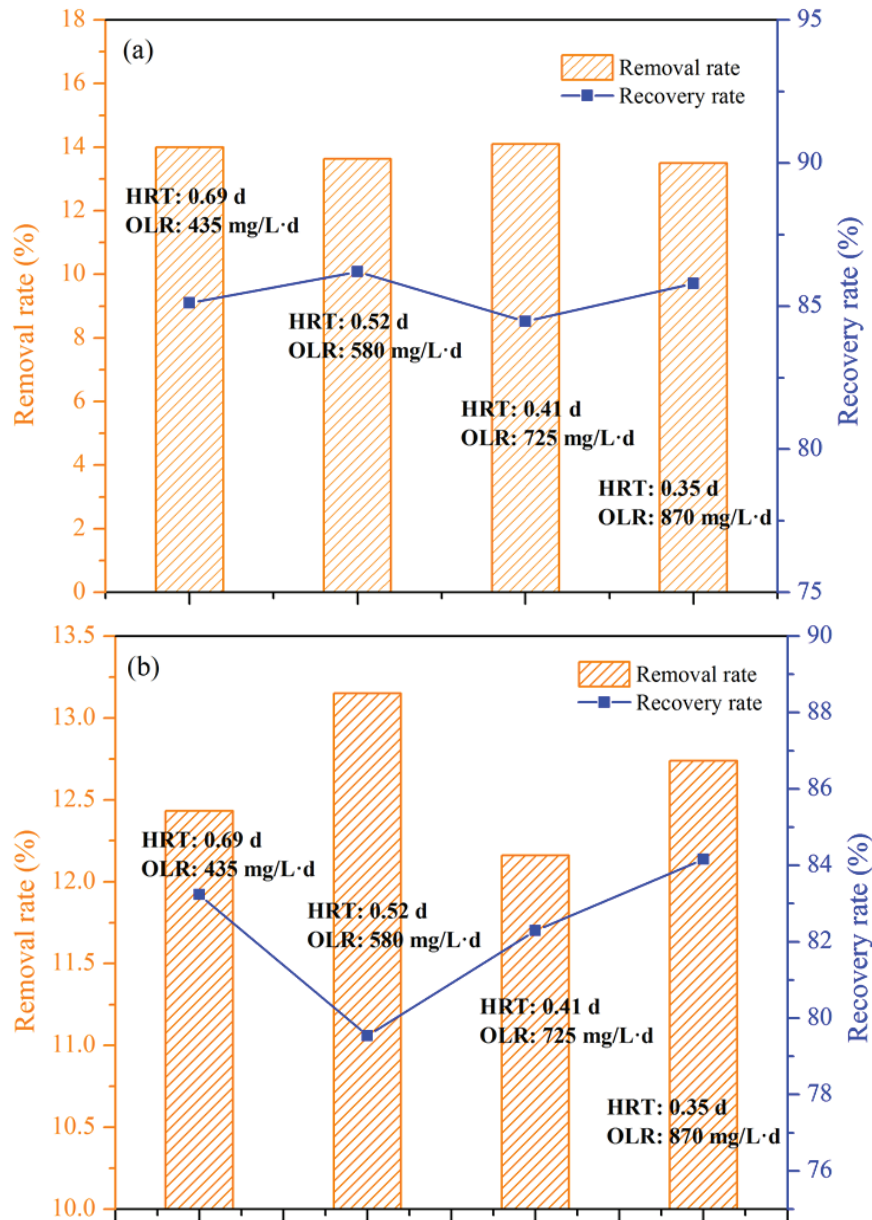 (a)
Removal rate
Recovery rate
18
16
14
12
10
8
6
4
2
0
Removal rate (%)
HRT: 0.69 d
OLR: 435 mg/L·d
HRT: 0.52 d
OLR: 580 mg/L·d
HRT: 0.41 d
OLR: 725 mg/L·d
HRT: 0.35 d
OLR: 870 mg/L·d
95
90
85
80
75
Recovery rate (%)
(b)
Removal rate
Recovery rate
13.5
13.0
12.5
12.0
11.5
11.0
10.5
10.0
Removal rate (%)
HRT: 0.69 d
OLR: 435 mg/L·d
HRT: 0.52 d
OLR: 580 mg/L·d
HRT: 0.41 d
OLR: 725 mg/L·d
HRT: 0.35 d
OLR: 870 mg/L·d
90
88
86
84
82
80
78
76
Recovery rate (%)